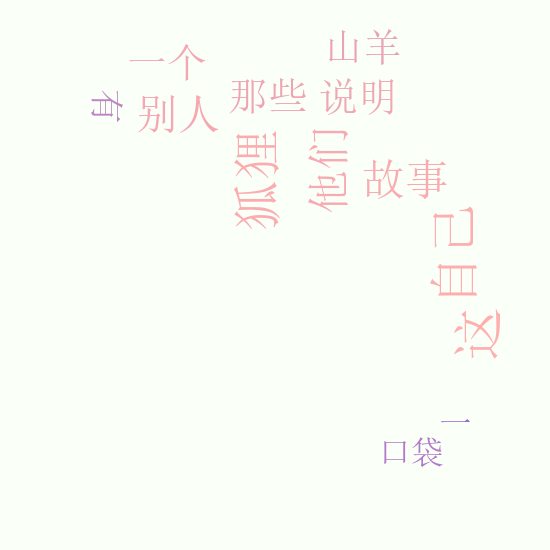 山羊
一个
那些
说明
别人
有
狐狸
他们
故事
自己
这
一
口袋